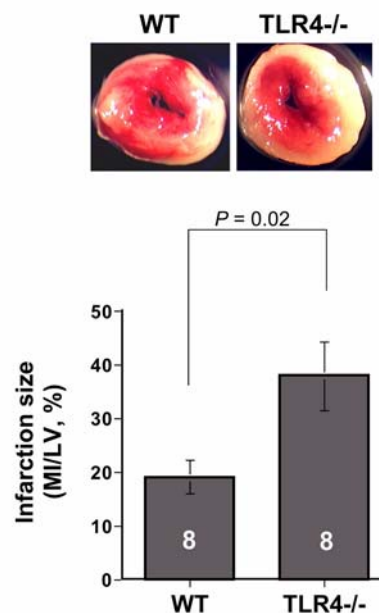 WT TLR4-/-
P = 0.02
Infarction size
(MI/LV, %)
50
40
30
20
10
0
8 8
WT TLR4-/-